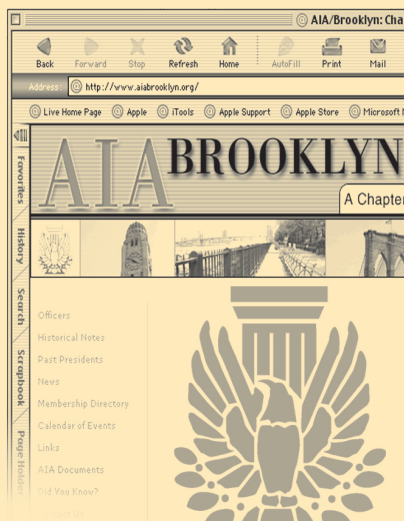 AIA/Brooklyn: Cha
Back Forward Stop Refresh Home AutoFill Print Mail
Address: http://www.aiabrooklyn.org/
Live Home Page Apple iTools Apple Support Apple Store Microsoft
Favorites
History
Search
Scrapbook
Page Holder
AIA BROOKLYN
A Chapter
Officers
Historical Notes
Past Presidents
News
Membership Directory
Calendar of Events
Links
AIA Documents
Did You Know?
Contact Us